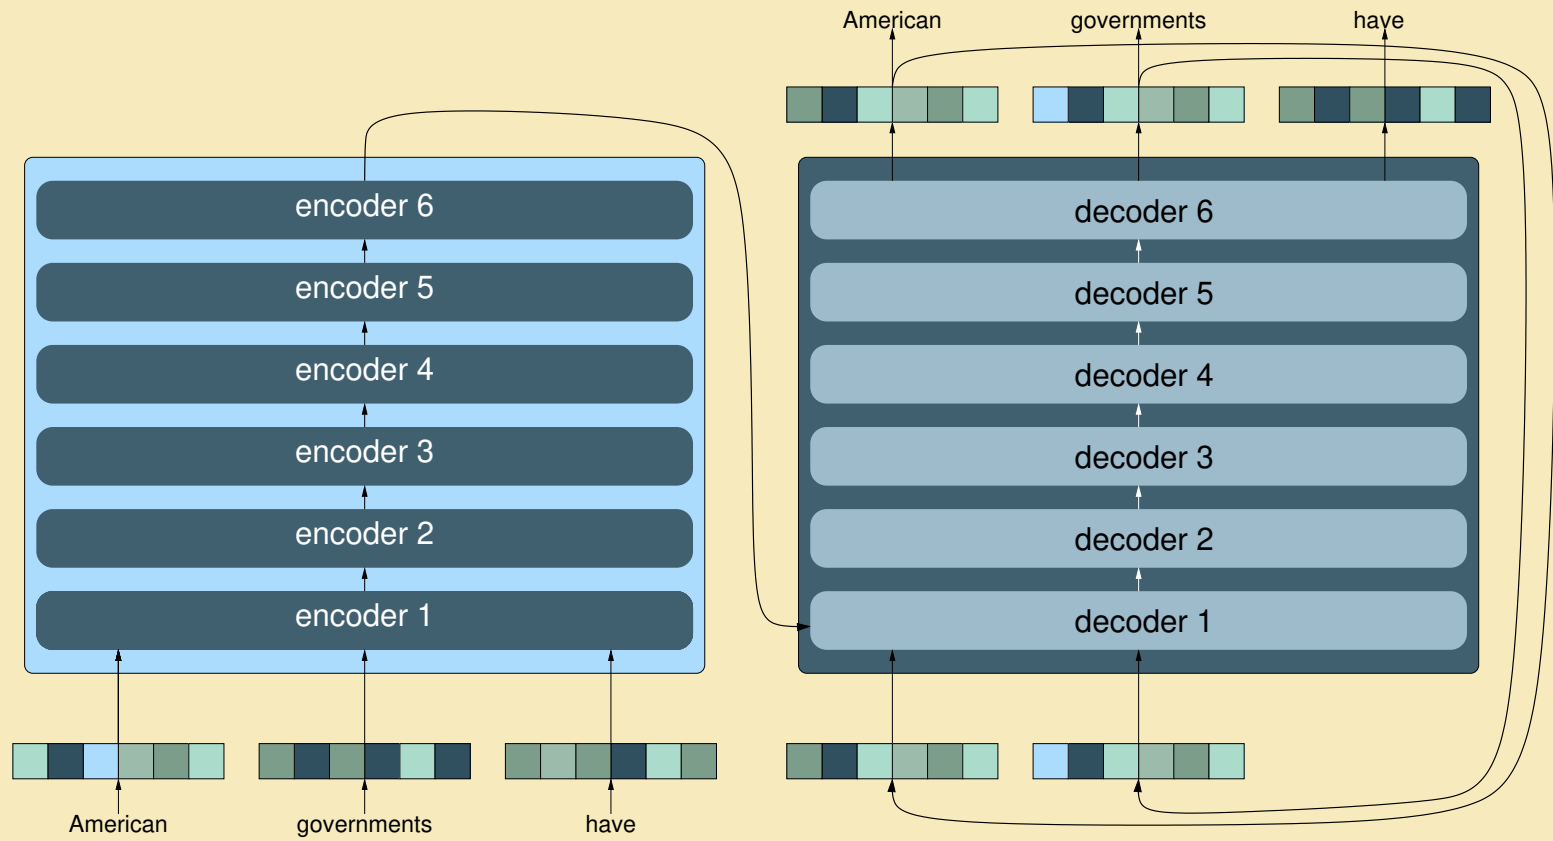 American governments have
encoder 6
encoder 5
encoder 4
encoder 3
encoder 2
encoder 1
American governments have
decoder 6
decoder 5
decoder 4
decoder 3
decoder 2
decoder 1